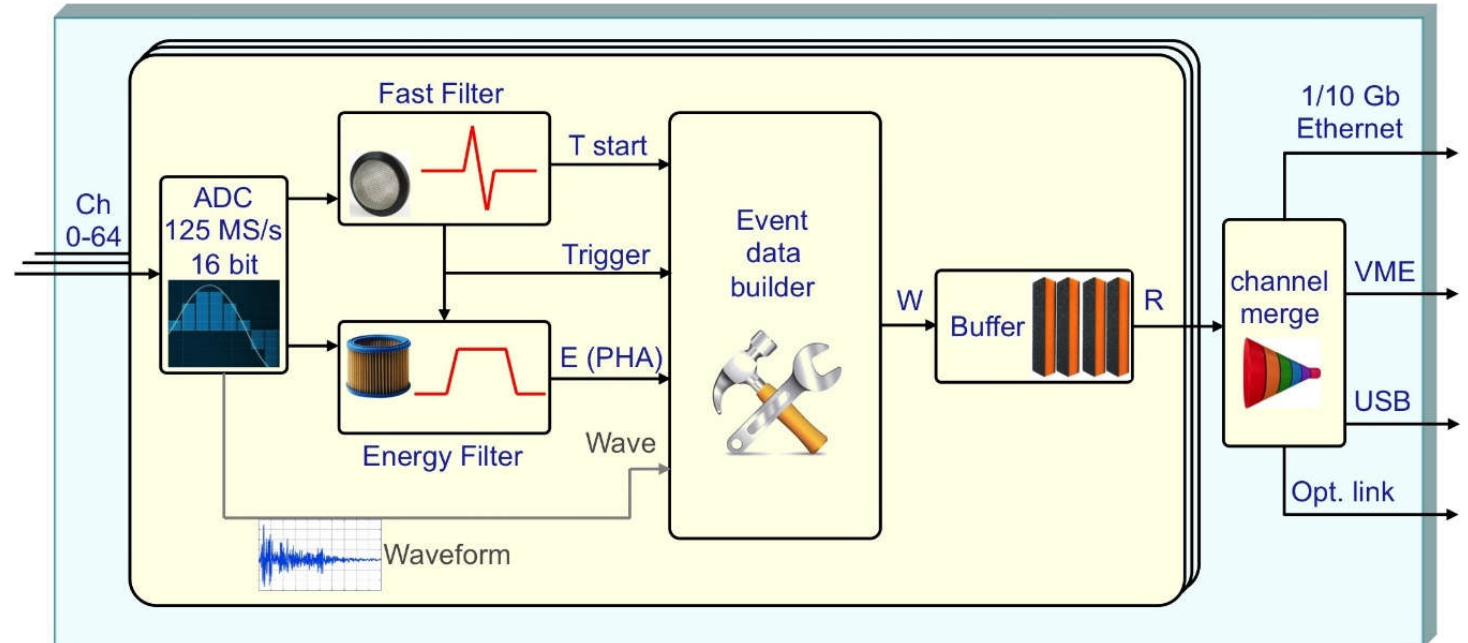 Fast Filter
1/10 Gb
Ethernet
T start
Ch
0-64
ADC
125 MS/s
16 bit
Trigger
Event
data
builder
channel
merge
VME
W
Buffer
R
E (PHA)
USB
Energy Filter
Wave
Opt. link
Waveform